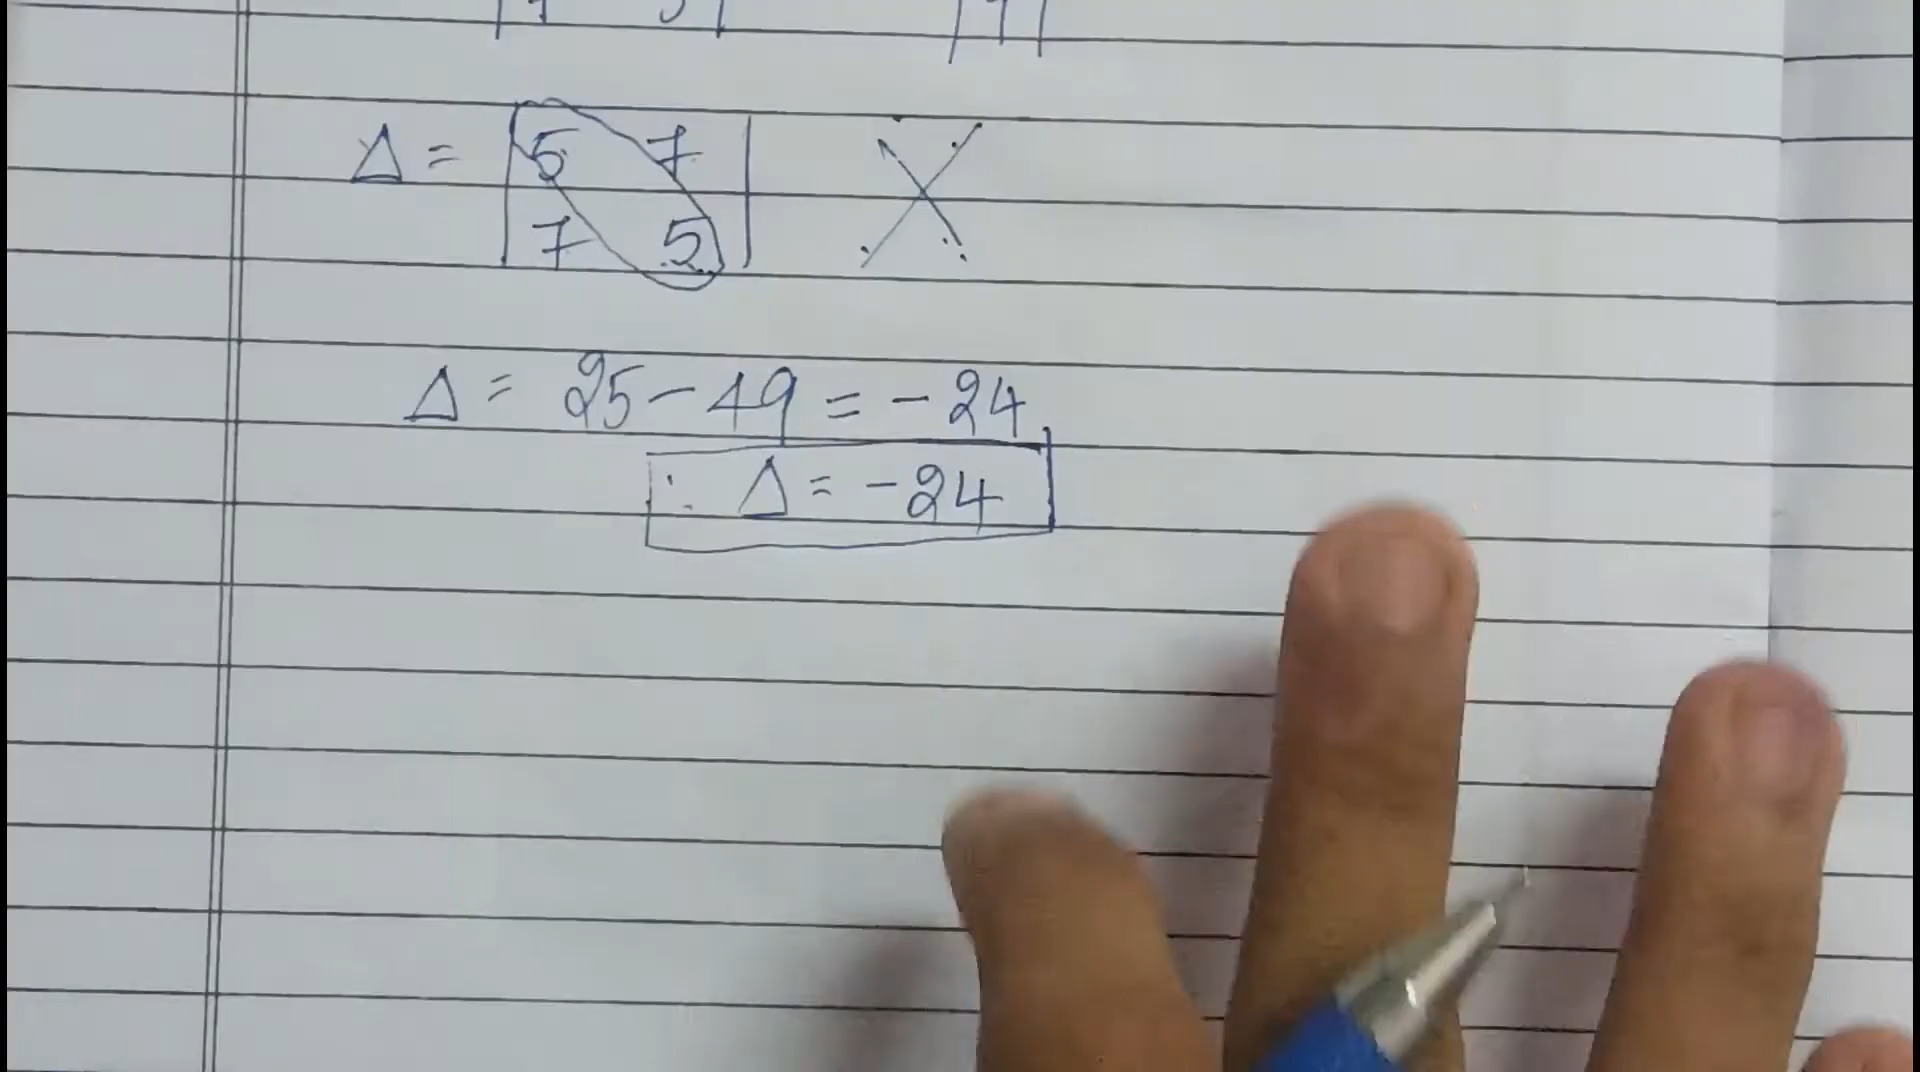 Δ = | 5 7 |
| 7 5 |
Δ = 25 - 49 = - 24
∴ Δ = - 24